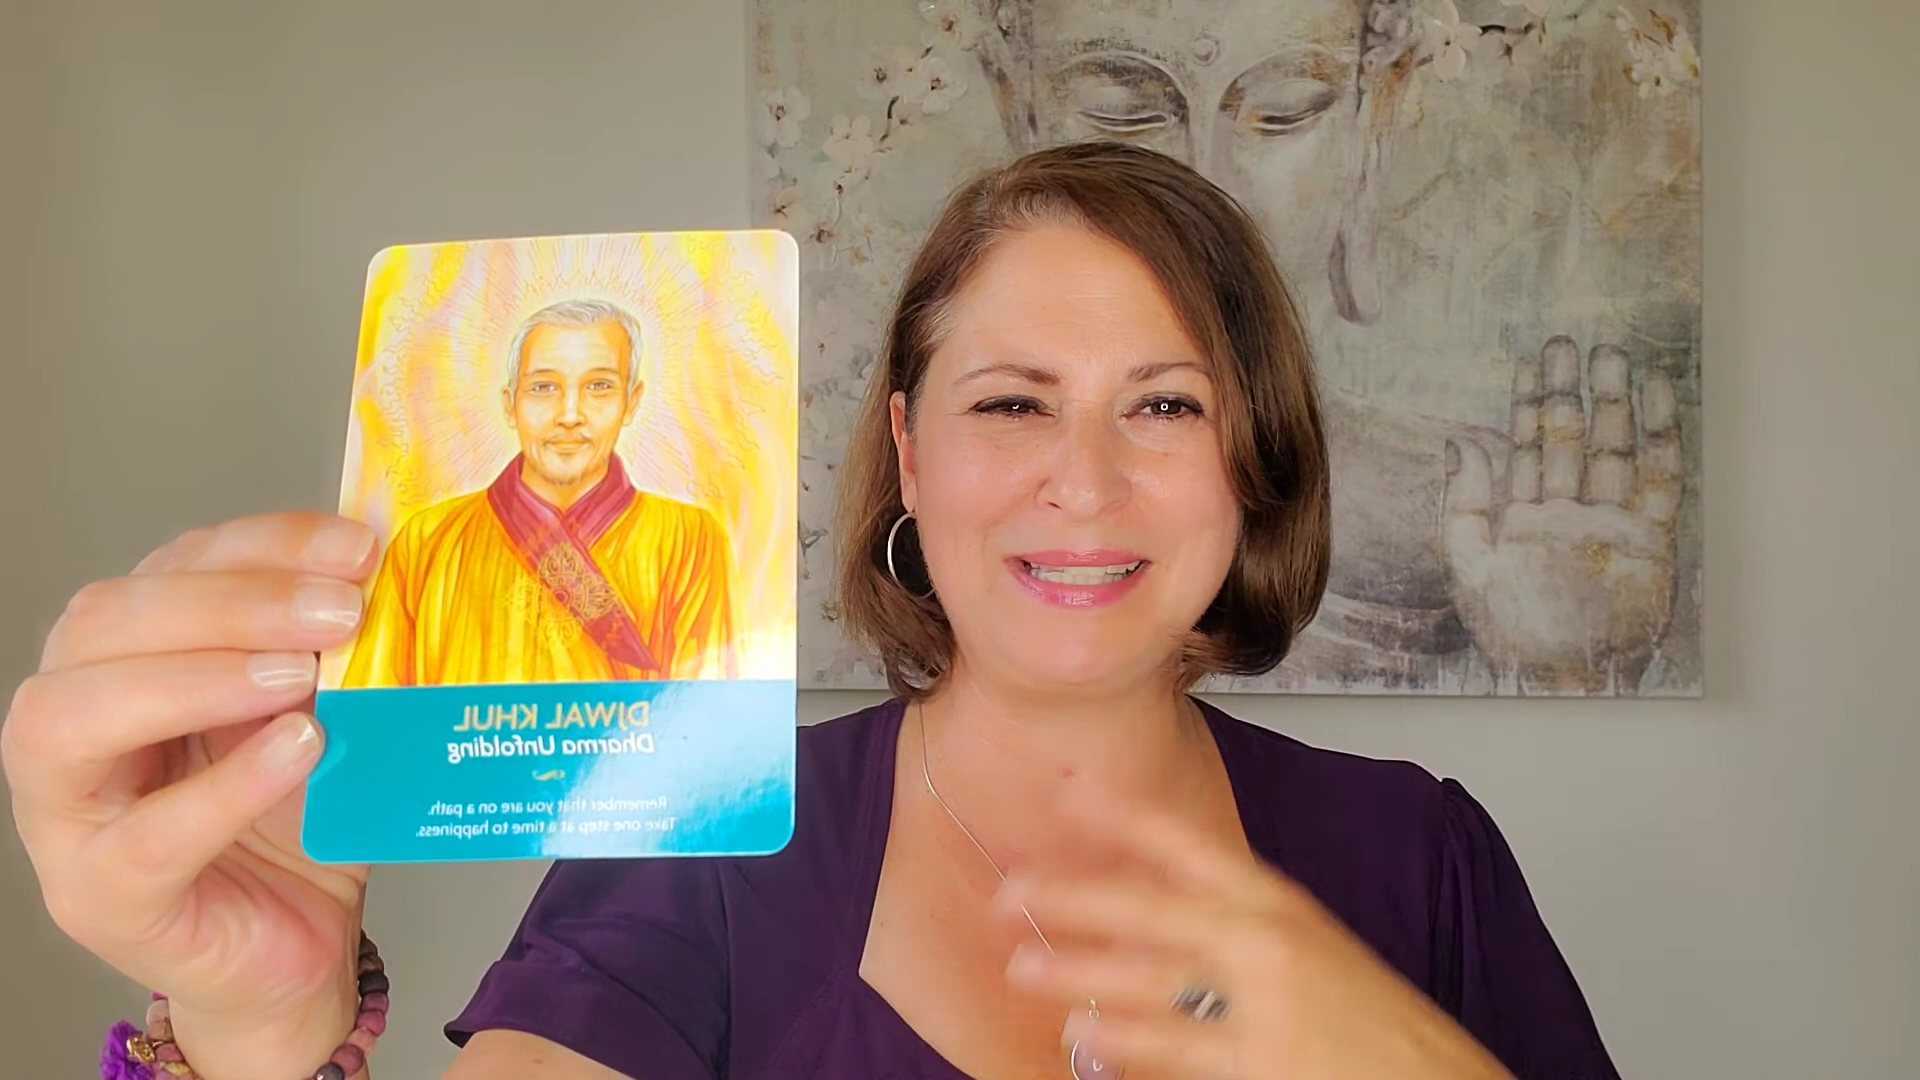 DJWAL KHUL
Dharma Unfolding
Remember that you are on a path.
Take one step at a time to happiness.